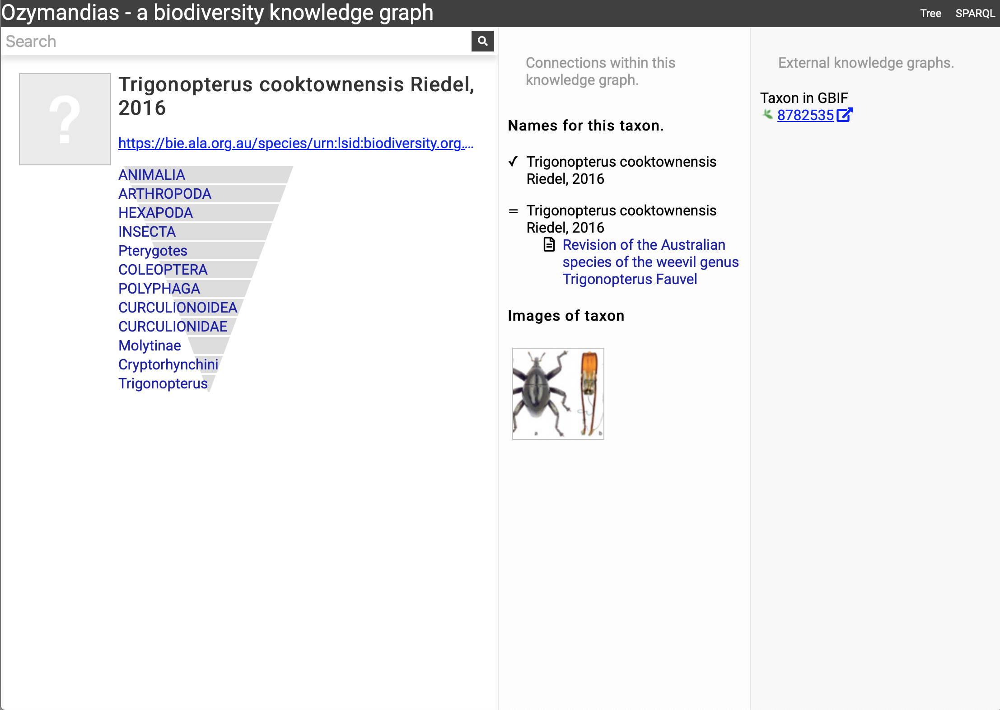 Ozymandias - a biodiversity knowledge graph
Tree SPARQL
Search
?
Trigonopterus cooktownensis Riedel,
2016
https://bie.ala.org.au/species/urn:lsid:biodiversity.org....
ANIMALIA
ARTHROPODA
HEXAPODA
INSECTA
Pterygotes
COLEOPTERA
POLYPHAGA
CURCULIONOIDEA
CURCULIONIDAE
Molytinae
Cryptorhynchini
Trigonopterus
Connections within this
knowledge graph.
Names for this taxon.
✓ Trigonopterus cooktownensis
Riedel, 2016
= Trigonopterus cooktownensis
Riedel, 2016
Revision of the Australian
species of the weevil genus
Trigonopterus Fauvel
Images of taxon
a b
External knowledge graphs.
Taxon in GBIF
8782535